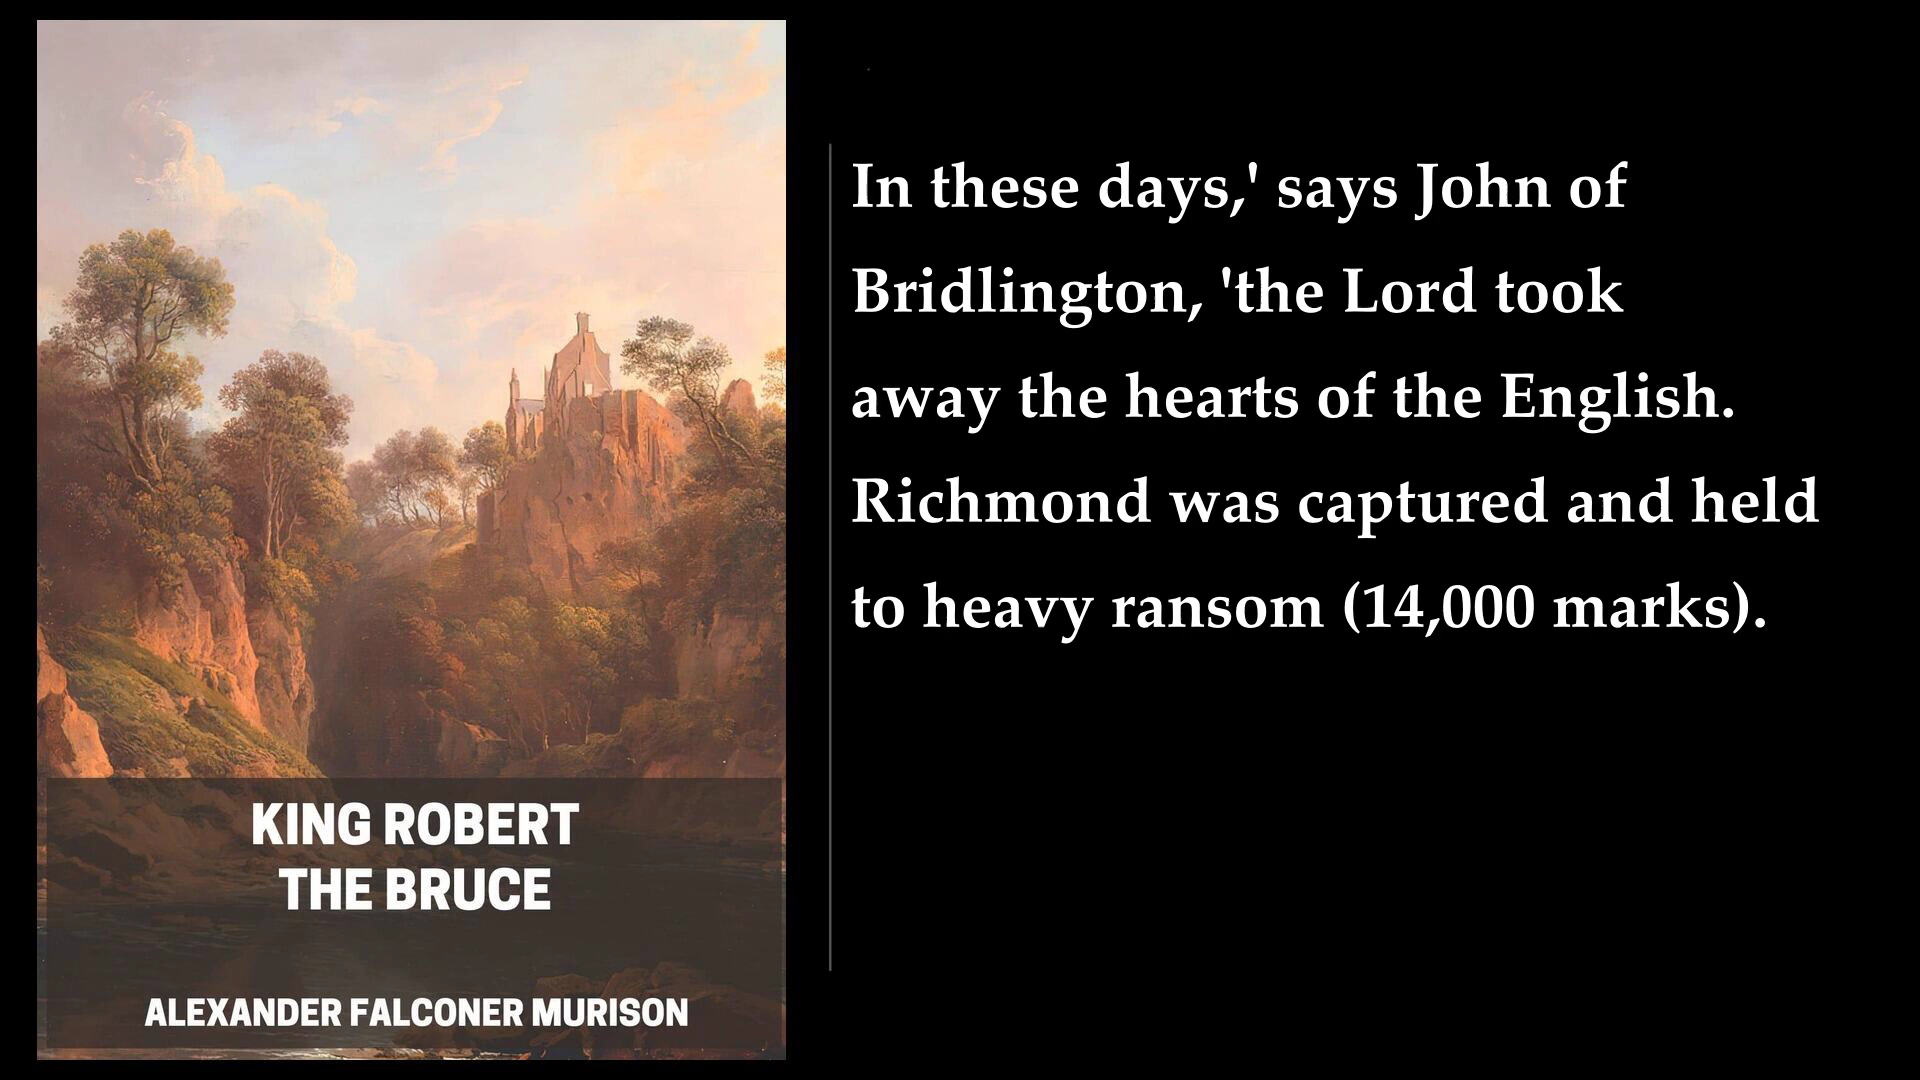 In these days,' says John of
Bridlington, 'the Lord took
away the hearts of the English.
Richmond was captured and held
to heavy ransom (14,000 marks).
KING ROBERT
THE BRUCE
ALEXANDER FALCONER MURISON